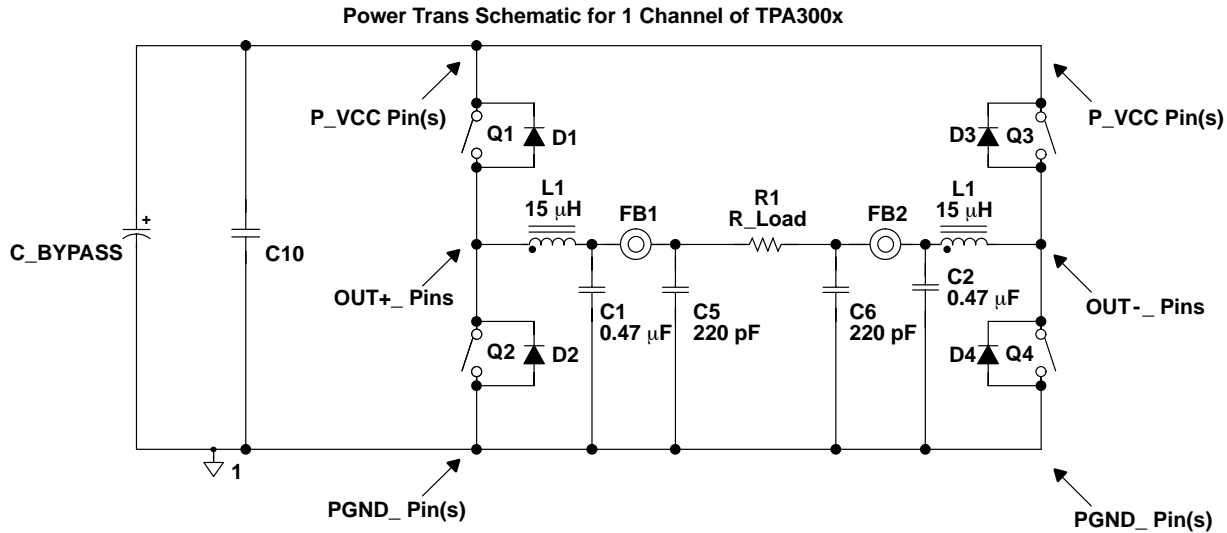 Power Trans Schematic for 1 Channel of TPA300x
P_VCC Pin(s)
P_VCC Pin(s)
Q1
D1
D3
Q3
L1
15 μH
FB1
R1
R_Load
FB2
L1
15 μH
+
C_BYPASS
C10
OUT+_ Pins
C1
0.47 μF
C5
220 pF
C6
220 pF
C2
0.47 μF
OUT-_ Pins
Q2
D2
D4
Q4
1
PGND_ Pin(s)
PGND_ Pin(s)